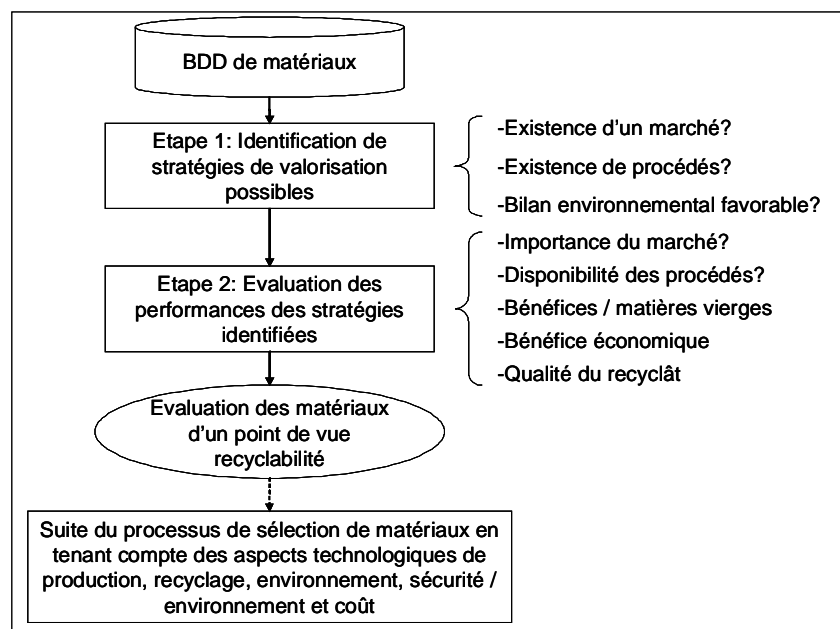 BDD de matériaux
Etape 1: Identification de
stratégies de valorisation
possibles
-Existence d'un marché?
-Existence de procédés?
-Bilan environnemental favorable?
Etape 2: Evaluation des
performances des stratégies
identifiées
-Importance du marché?
-Disponibilité des procédés?
-Bénéfices / matières vierges
-Bénéfice économique
-Qualité du recyclât
Evaluation des matériaux
d'un point de vue
recyclabilité
Suite du processus de sélection de matériaux en
tenant compte des aspects technologiques de
production, recyclage, environnement, sécurité /
environnement et coût